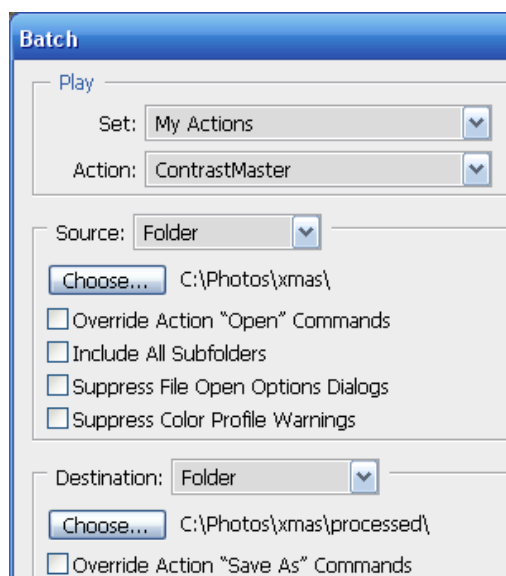 Batch
Play
Set: My Actions
Action: ContrastMaster
Source: Folder
Choose... C:\Photos\xmas\
Override Action "Open" Commands
Include All Subfolders
Suppress File Open Options Dialogs
Suppress Color Profile Warnings
Destination: Folder
Choose... C:\Photos\xmas\processed\
Override Action "Save As" Commands